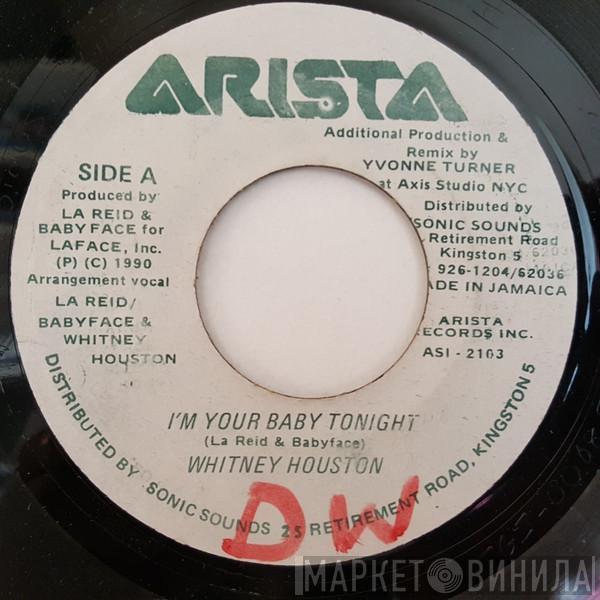 ARISTA
SIDE A
Produced by
LA REID &
BABY FACE for
LAFACE, Inc.
(P) (C) 1990
Arrangement vocal
LA REID/
BABYFACE &
WHITNEY
HOUSTON
Additional Production &
Remix by
YVONNE TURNER
at Axis Studio NYC
Distributed by
SONIC SOUNDS
Retirement Road
Kingston 5
926-1204/62036
ADE IN JAMAICA
ARISTA
ECORDS INC.
ASI - 2103
I'M YOUR BABY TONIGHT
(La Reid & Babyface)
WHITNEY HOUSTON
DISTRIBUTED BY SONIC SOUNDS 25 RETIREMENT ROAD, KINGSTON 5
DW
МАРКЕТ ВИНИЛА